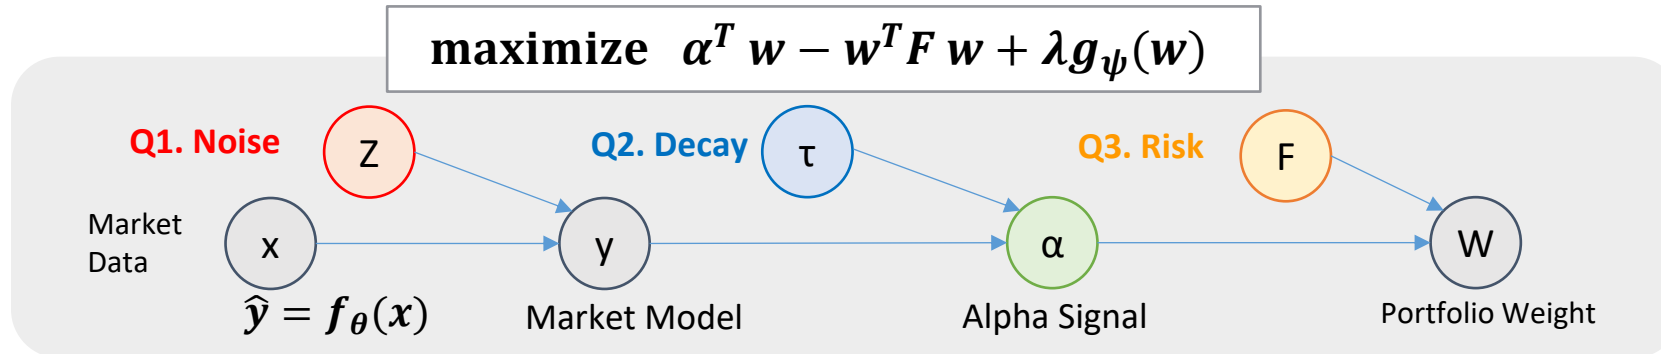 maximize α^T w − w^T F w + λg_ψ(w)
Q1. Noise
Z
Q2. Decay
τ
Q3. Risk
F
Market
Data
x
y
α
W
ŷ = f_θ(x)
Market Model
Alpha Signal
Portfolio Weight